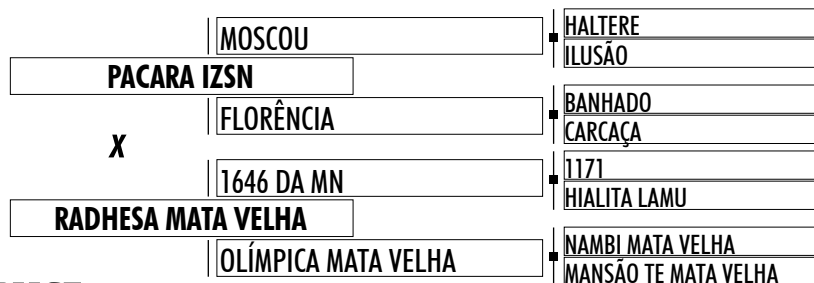 MOSCOU
HALTERE
ILUSÃO
PACARA IZSN
FLORÊNCIA
BANHADO
CARCAÇA
X
1646 DA MN
1171
HIALITA LAMU
RADHESA MATA VELHA
OLÍMPICA MATA VELHA
NAMBI MATA VELHA
MANSÃO TE MATA VELHA